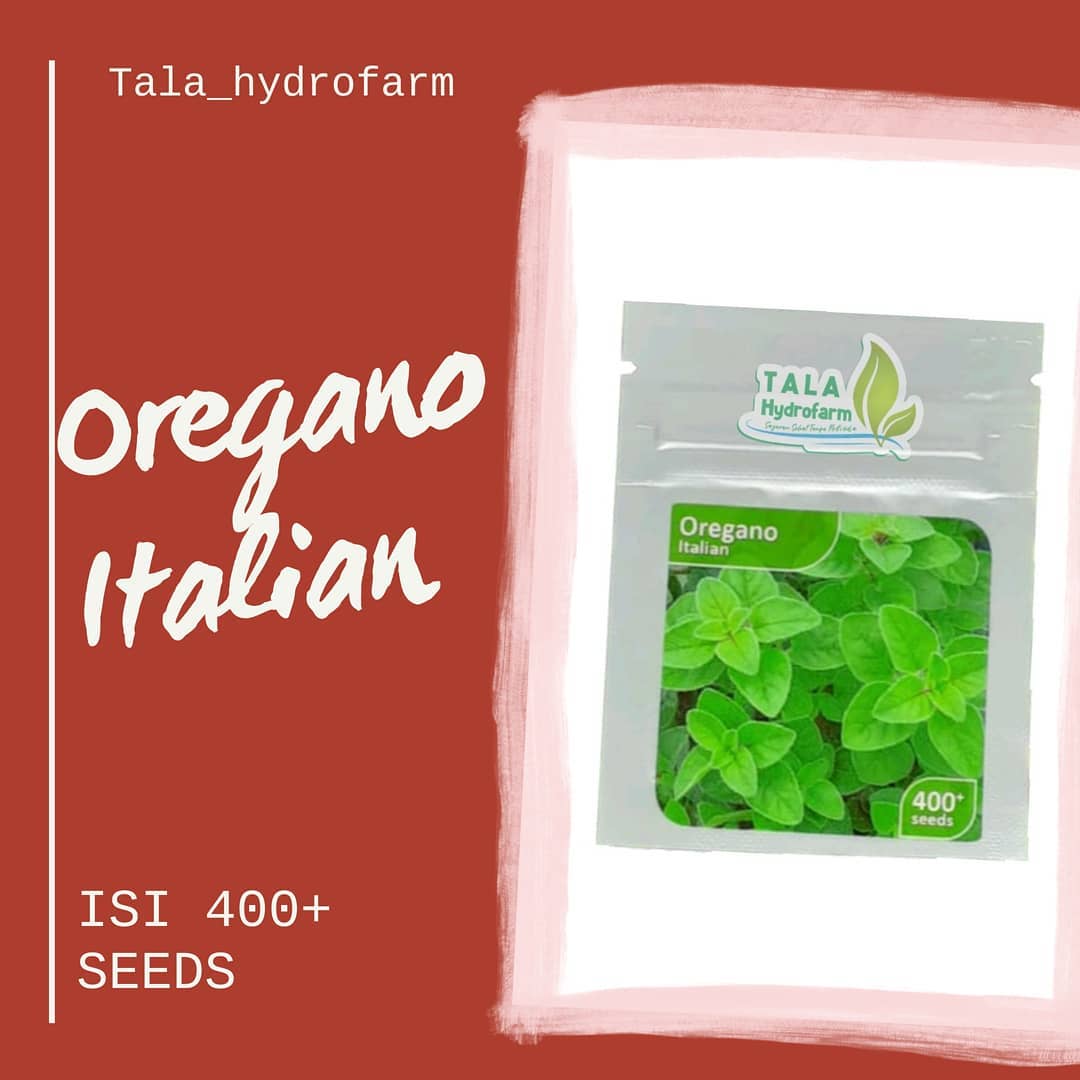 Tala_hydrofarm
Oregano
Italian
ISI 400+
SEEDS
TALA
Hydrofarm
Oregano
Italian
400+
seeds